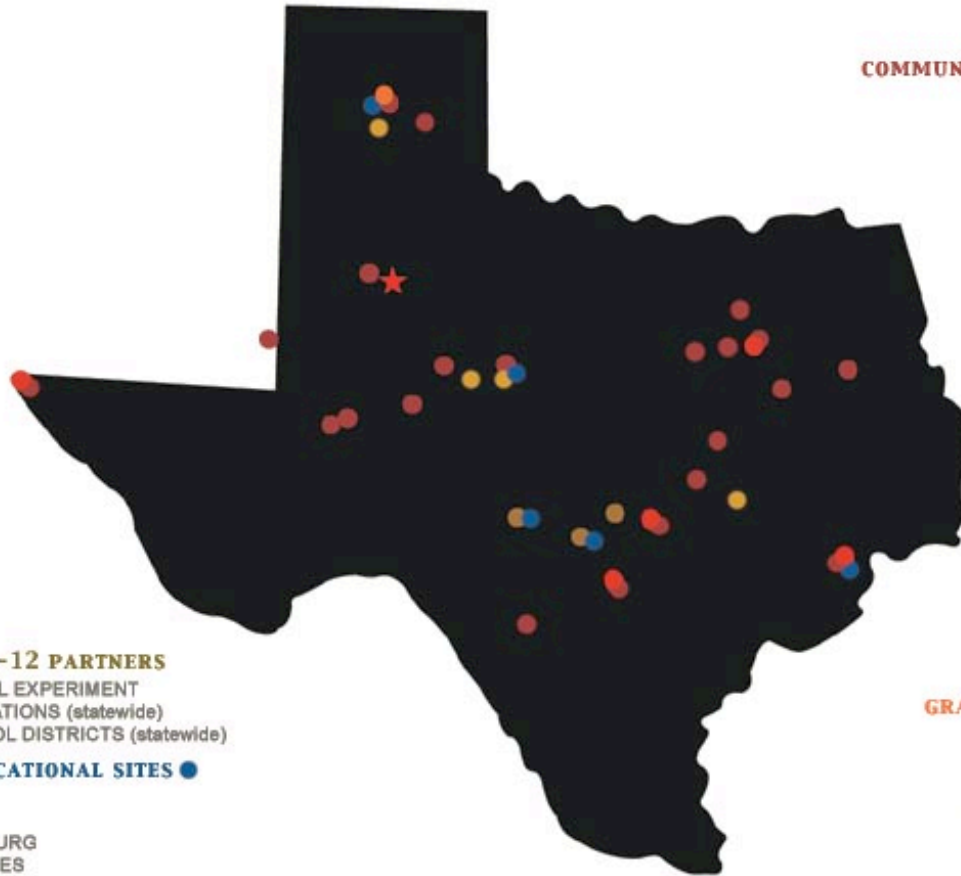 COMMUN
-12 PARTNERS
L EXPERIMENT
ATIONS (statewide)
OL DISTRICTS (statewide)
CATIONAL SITES
URG
ES
GRA